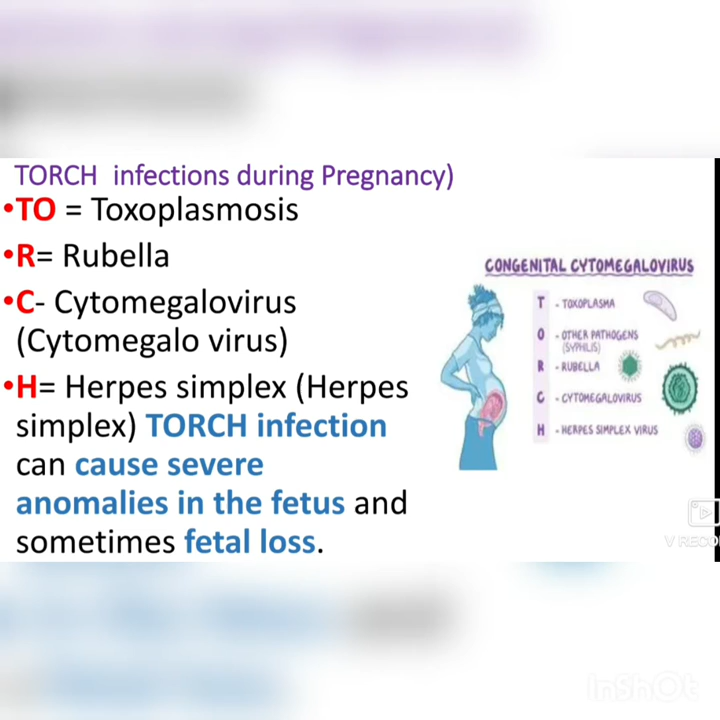 TORCH infections during Pregnancy)
•TO = Toxoplasmosis
•R= Rubella
•C- Cytomegalovirus
(Cytomegalo virus)
•H= Herpes simplex (Herpes
simplex) TORCH infection
can cause severe
anomalies in the fetus and
sometimes fetal loss.
CONGENITAL CYTOMEGALOVIRUS
T - TOXOPLASMA
O - OTHER PATHOGENS
(SYPHILIS)
R - RUBELLA
C - CYTOMEGALOVIRUS
H - HERPES SIMPLEX VIRUS
V RECO
InShOt